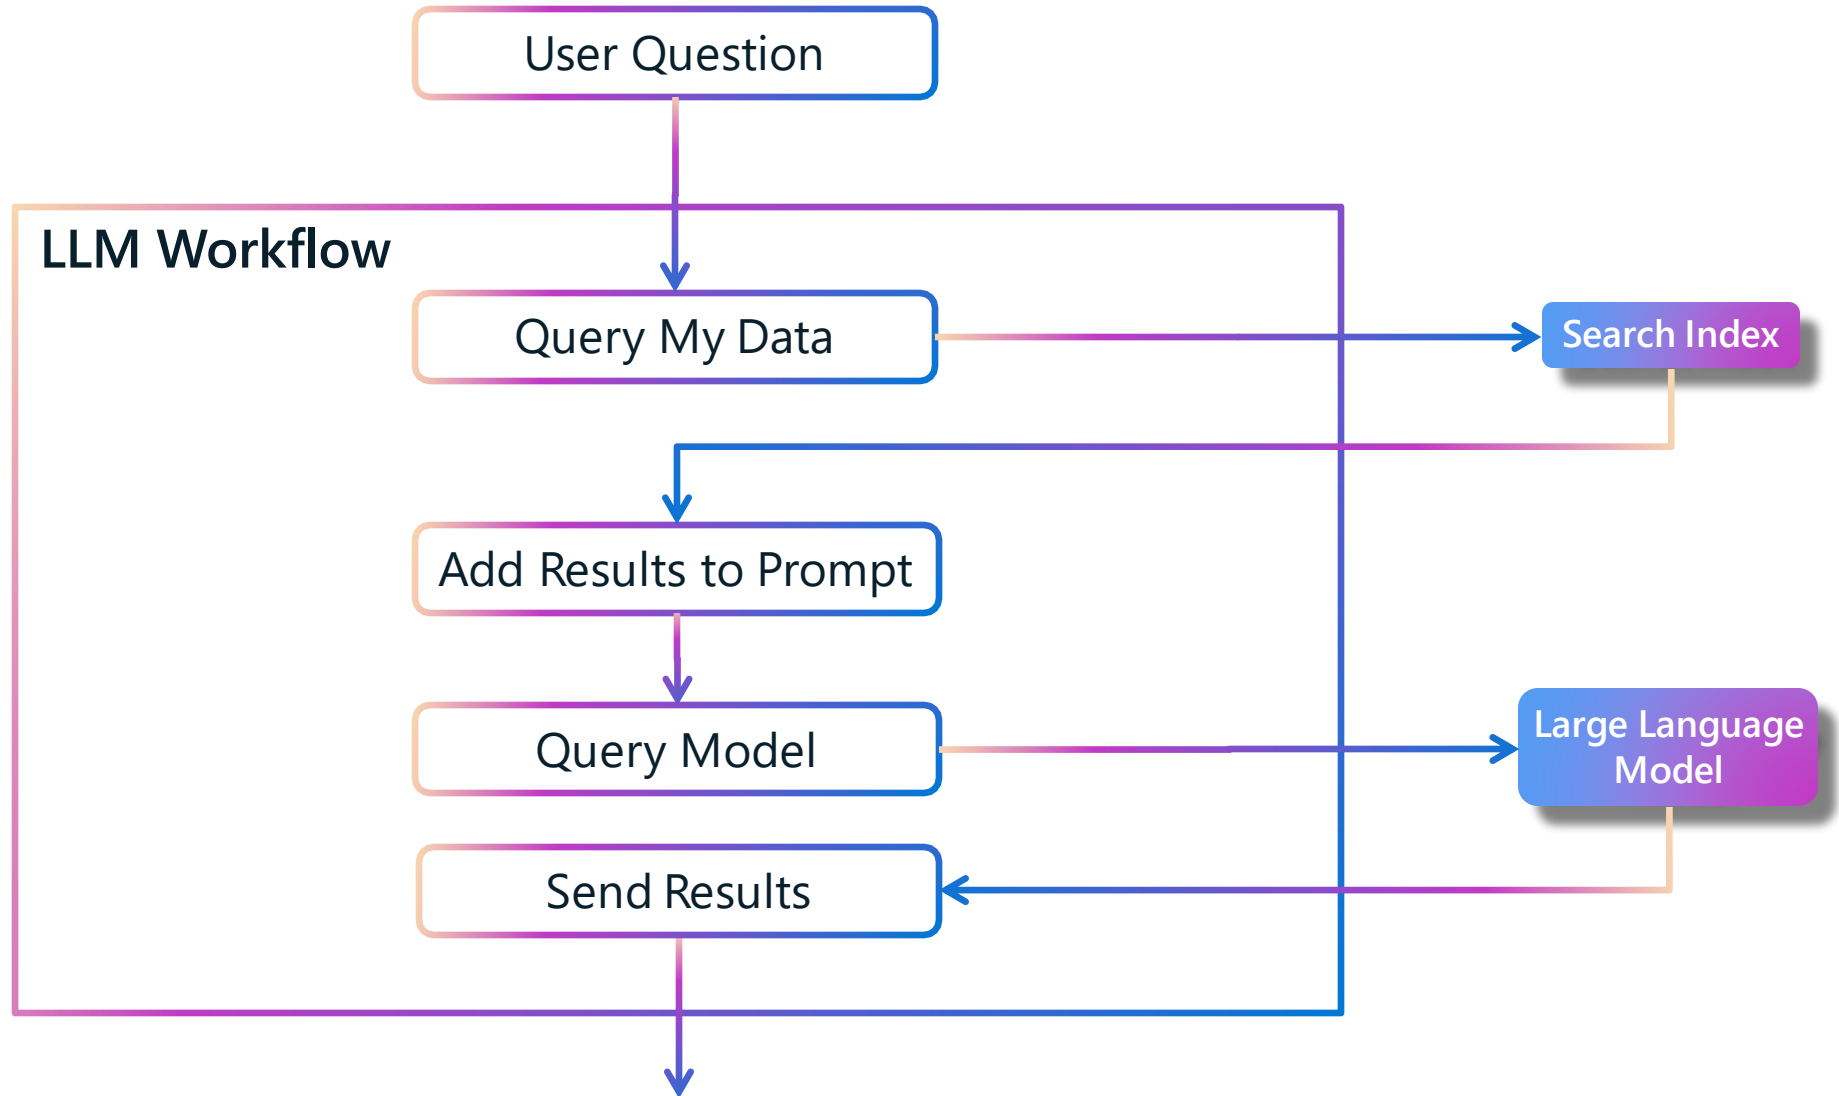 User Question
LLM Workflow
Query My Data
Search Index
Add Results to Prompt
Query Model
Large Language
Model
Send Results